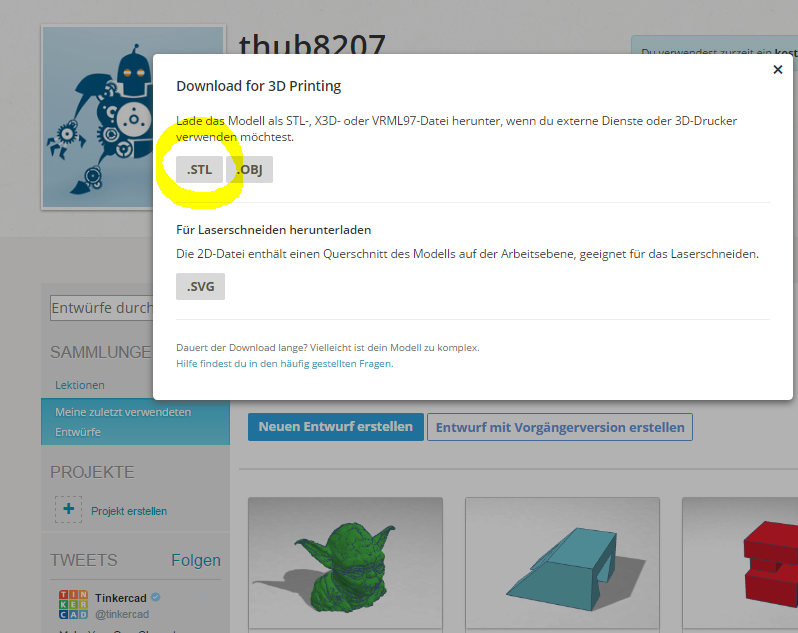 thub8207
Du verwendest zurzeit ein kost
Download for 3D Printing
Lade das Modell als STL-, X3D- oder VRML97-Datei herunter, wenn du externe Dienste oder 3D-Drucker
verwenden möchtest.
.STL
.OBJ
Für Laserschneiden herunterladen
Die 2D-Datei enthält einen Querschnitt des Modells auf der Arbeitsebene, geeignet für das Laserschneiden.
.SVG
Dauert der Download lange? Vielleicht ist dein Modell zu komplex.
Hilfe findest du in den häufig gestellten Fragen.
Entwürfe durch
SAMMLUNGE
Lektionen
Meine zuletzt verwendeten
Entwürfe
PROJEKTE
+ Projekt erstellen
TWEETS
Folgen
TIN
KER
CAD
Tinkercad
@tinkercad
Neuen Entwurf erstellen
Entwurf mit Vorgängerversion erstellen